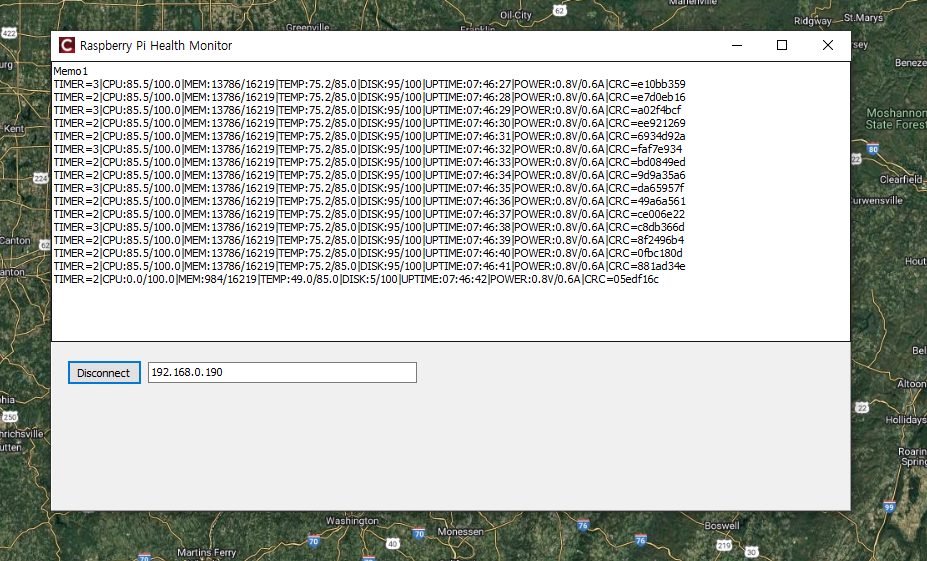 Oil City
62
422
Greenville
Franklin
Marienville
Ridgway
St.Marys
Raspberry Pi Health Monitor
Memo1
TIMER=3|CPU:85.5/100.0|MEM:13786/16219|TEMP:75.2/85.0|DISK:95/100|UPTIME:07:46:27|POWER:0.8V/0.6A|CRC=e10bb359
TIMER=2|CPU:85.5/100.0|MEM:13786/16219|TEMP:75.2/85.0|DISK:95/100|UPTIME:07:46:28|POWER:0.8V/0.6A|CRC=e7d0eb16
TIMER=3|CPU:85.5/100.0|MEM:13786/16219|TEMP:75.2/85.0|DISK:95/100|UPTIME:07:46:29|POWER:0.8V/0.6A|CRC=a02f4bcf
TIMER=2|CPU:85.5/100.0|MEM:13786/16219|TEMP:75.2/85.0|DISK:95/100|UPTIME:07:46:30|POWER:0.8V/0.6A|CRC=ee921269
TIMER=2|CPU:85.5/100.0|MEM:13786/16219|TEMP:75.2/85.0|DISK:95/100|UPTIME:07:46:31|POWER:0.8V/0.6A|CRC=6934d92a
TIMER=3|CPU:85.5/100.0|MEM:13786/16219|TEMP:75.2/85.0|DISK:95/100|UPTIME:07:46:32|POWER:0.8V/0.6A|CRC=faf7e934
TIMER=2|CPU:85.5/100.0|MEM:13786/16219|TEMP:75.2/85.0|DISK:95/100|UPTIME:07:46:33|POWER:0.8V/0.6A|CRC=bd0849ed
TIMER=2|CPU:85.5/100.0|MEM:13786/16219|TEMP:75.2/85.0|DISK:95/100|UPTIME:07:46:34|POWER:0.8V/0.6A|CRC=9d9a35a6
TIMER=3|CPU:85.5/100.0|MEM:13786/16219|TEMP:75.2/85.0|DISK:95/100|UPTIME:07:46:35|POWER:0.8V/0.6A|CRC=da65957f
TIMER=2|CPU:85.5/100.0|MEM:13786/16219|TEMP:75.2/85.0|DISK:95/100|UPTIME:07:46:36|POWER:0.8V/0.6A|CRC=49a6a561
TIMER=2|CPU:85.5/100.0|MEM:13786/16219|TEMP:75.2/85.0|DISK:95/100|UPTIME:07:46:37|POWER:0.8V/0.6A|CRC=ce006e22
TIMER=3|CPU:85.5/100.0|MEM:13786/16219|TEMP:75.2/85.0|DISK:95/100|UPTIME:07:46:38|POWER:0.8V/0.6A|CRC=c8db366d
TIMER=2|CPU:85.5/100.0|MEM:13786/16219|TEMP:75.2/85.0|DISK:95/100|UPTIME:07:46:39|POWER:0.8V/0.6A|CRC=8f2496b4
TIMER=2|CPU:85.5/100.0|MEM:13786/16219|TEMP:75.2/85.0|DISK:95/100|UPTIME:07:46:40|POWER:0.8V/0.6A|CRC=0fbc180d
TIMER=2|CPU:85.5/100.0|MEM:13786/16219|TEMP:75.2/85.0|DISK:95/100|UPTIME:07:46:41|POWER:0.8V/0.6A|CRC=881ad34e
TIMER=2|CPU:0.0/100.0|MEM:984/16219|TEMP:49.0/85.0|DISK:5/100|UPTIME:07:46:42|POWER:0.8V/0.6A|CRC=05edf16c
Disconnect
192.168.0.190
Kent
224
Canton
62
anton
250
Beneze
Moshannon
State Forest
80
22
Clearfield
Curwensville
Hout
Bel
Altoon
22
Hollidays
Roarin
Spring
99
Washington
Monessen
70
70
40
Martins Ferry
70
76
76
Boswell
219
30